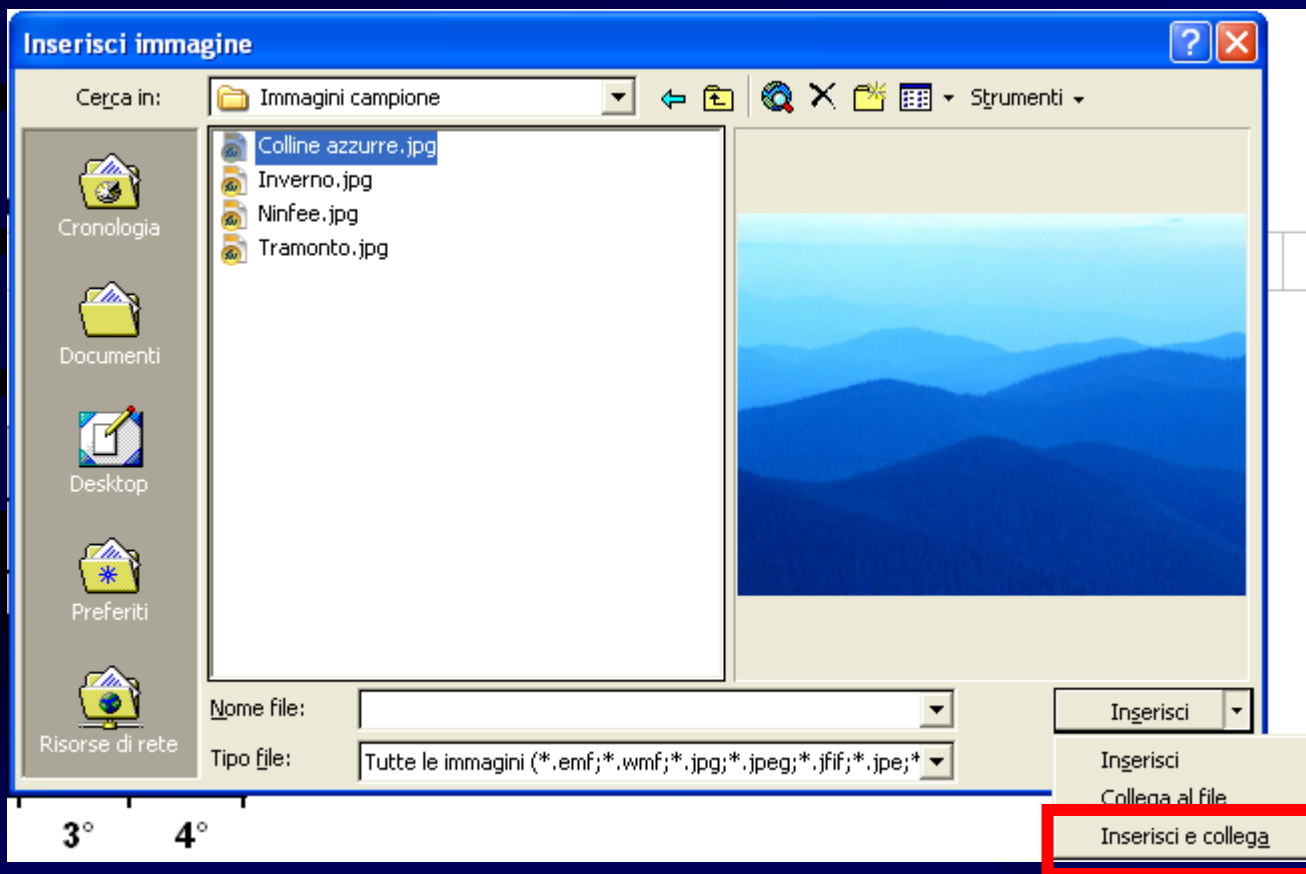 Inserisci immagine
Cerca in:
Immagini campione
Strumenti
Cronologia
Documenti
Desktop
Preferiti
Risorse di rete
Colline azzurre.jpg
Inverno.jpg
Ninfee.jpg
Tramonto.jpg
Nome file:
Inserisci
Tipo file:
Tutte le immagini (*.emf;*.wmf;*.jpg;*.jpeg;*.jfif;*.jpe;*
Inserisci
Collega al file
Inserisci e collega
3° 4°